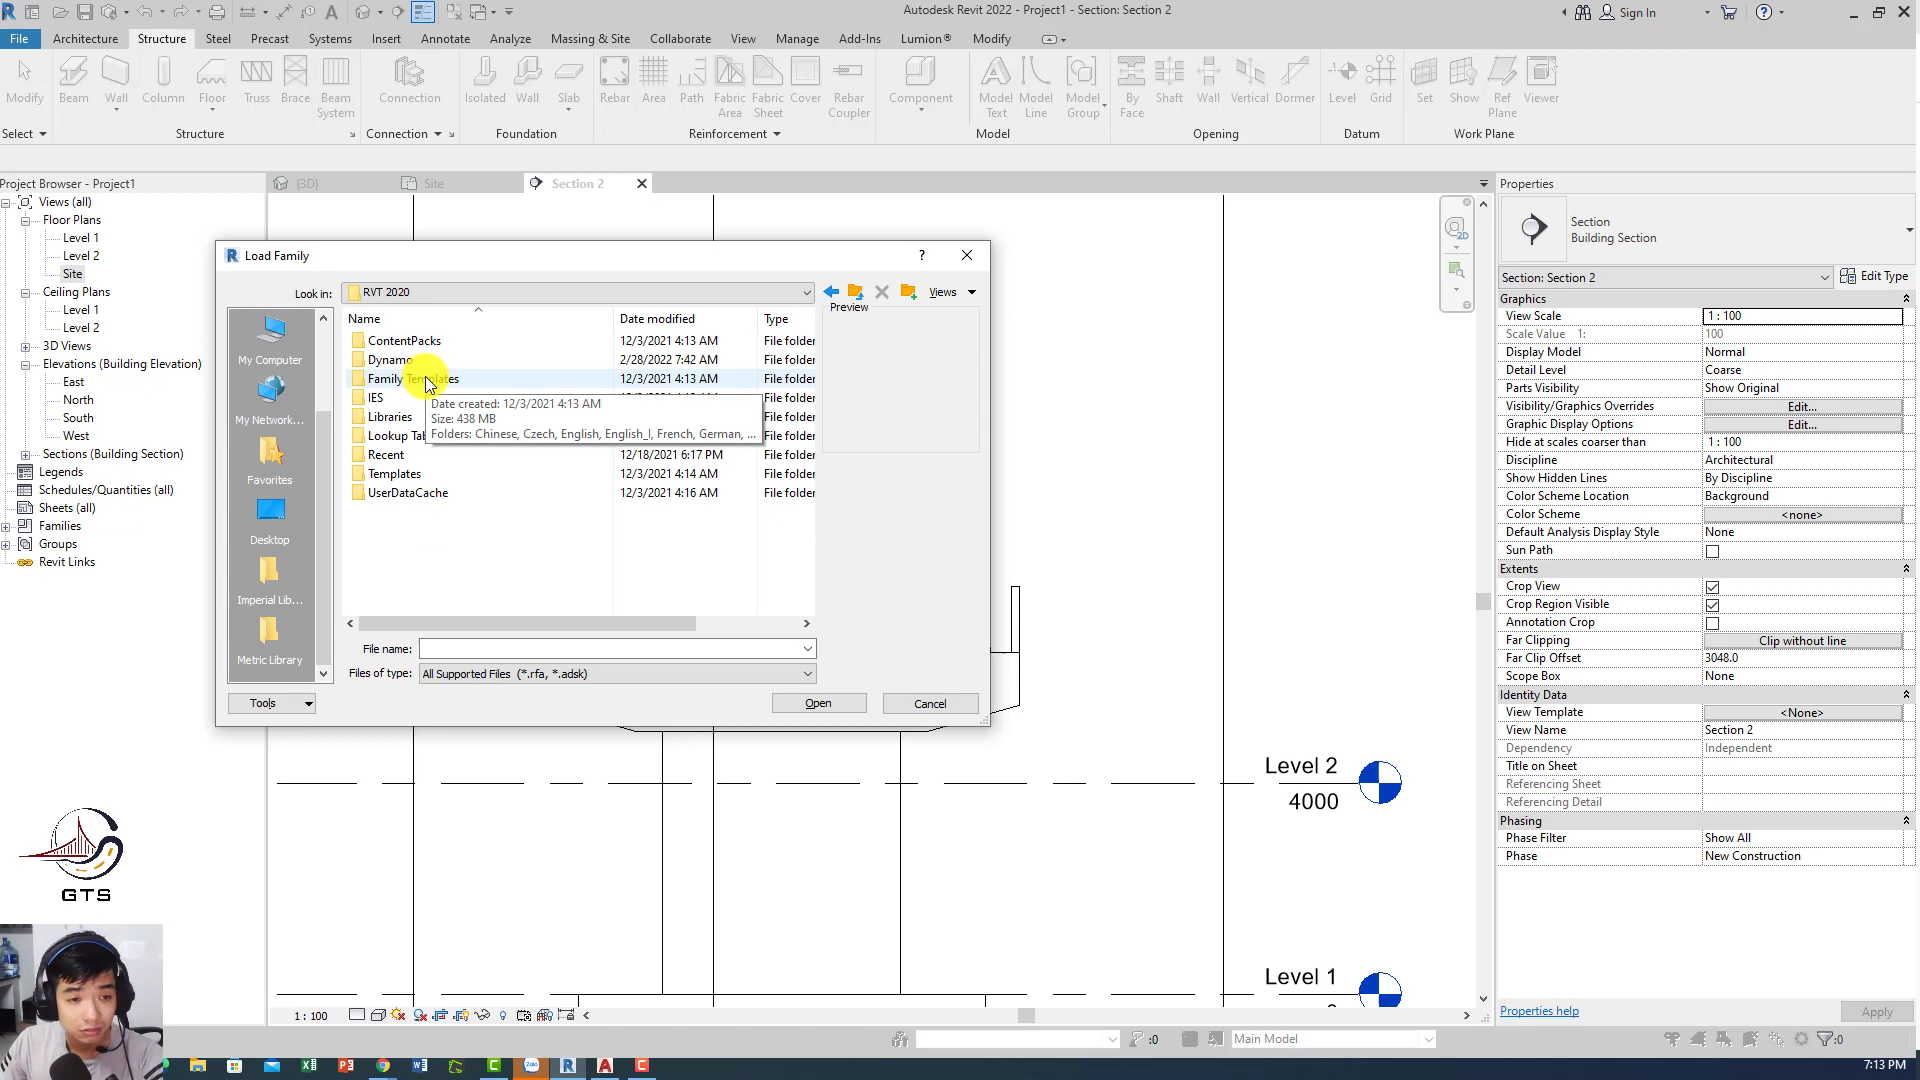 Autodesk Revit 2022 - Project1 - Section: Section 2
Sign In
File Architecture Structure Steel Precast Systems Insert Annotate Analyze Massing & Site Collaborate View Manage Add-Ins Lumion® Modify
Modify Beam Wall Column Floor Truss Brace Beam System Connection Isolated Wall Slab Rebar Area Path Fabric Area Fabric Sheet Cover Rebar Coupler Component Model Text Model Line Model Group By Face Shaft Wall Vertical Dormer Level Grid Set Show Ref Plane Viewer
Select Structure Connection Foundation Reinforcement Model Opening Datum Work Plane
Project Browser - Project1
Views (all)
Floor Plans
Level 1
Level 2
Site
Ceiling Plans
Level 1
Level 2
3D Views
Elevations (Building Elevation)
East
North
South
West
Sections (Building Section)
Legends
Schedules/Quantities (all)
Sheets (all)
Families
Groups
Revit Links
{3D} Site Section 2
Load Family
?
Look in: RVT 2020
Views
Preview
My Computer
My Network...
Favorites
Desktop
Imperial Lib...
Metric Library
Name Date modified Type
ContentPacks 12/3/2021 4:13 AM File folder
Dynamo 2/28/2022 7:42 AM File folder
Family Templates 12/3/2021 4:13 AM File folder
IES File folder
Libraries File folder
Lookup Tab File folder
Recent 12/18/2021 6:17 PM File folder
Templates 12/3/2021 4:14 AM File folder
UserDataCache 12/3/2021 4:16 AM File folder
Date created: 12/3/2021 4:13 AM
Size: 438 MB
Folders: Chinese, Czech, English, English_I, French, German, ...
File name:
Files of type: All Supported Files (*.rfa, *.adsk)
Tools Open Cancel
Level 2
4000
Level 1
2D
Properties
Section
Building Section
Section: Section 2 Edit Type
Graphics
View Scale 1 : 100
Scale Value 1: 100
Display Model Normal
Detail Level Coarse
Parts Visibility Show Original
Visibility/Graphics Overrides Edit...
Graphic Display Options Edit...
Hide at scales coarser than 1 : 100
Discipline Architectural
Show Hidden Lines By Discipline
Color Scheme Location Background
Color Scheme <none>
Default Analysis Display Style None
Sun Path
Extents
Crop View
Crop Region Visible
Annotation Crop
Far Clipping Clip without line
Far Clip Offset 3048.0
Scope Box None
Identity Data
View Template <None>
View Name Section 2
Dependency Independent
Title on Sheet
Referencing Sheet
Referencing Detail
Phasing
Phase Filter Show All
Phase New Construction
Properties help Apply
GTS
1 : 100
:0 Main Model :0
Zalo
7:13 PM